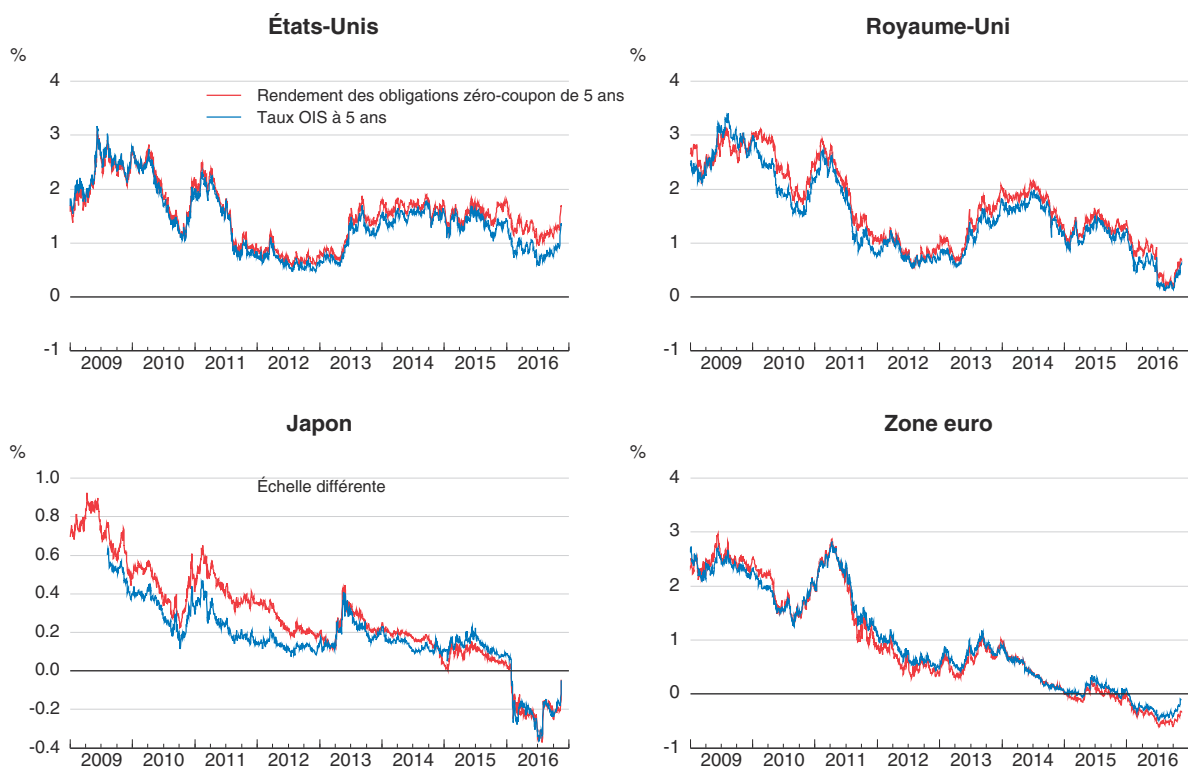 États-Unis
%
4
3
2
1
0
-1
Rendement des obligations zéro-coupon de 5 ans
Taux OIS à 5 ans
2009 2010 2011 2012 2013 2014 2015 2016
Royaume-Uni
%
4
3
2
1
0
-1
2009 2010 2011 2012 2013 2014 2015 2016
Japon
%
1.0
0.8
0.6
0.4
0.2
0.0
-0.2
-0.4
Échelle différente
2009 2010 2011 2012 2013 2014 2015 2016
Zone euro
%
4
3
2
1
0
-1
2009 2010 2011 2012 2013 2014 2015 2016